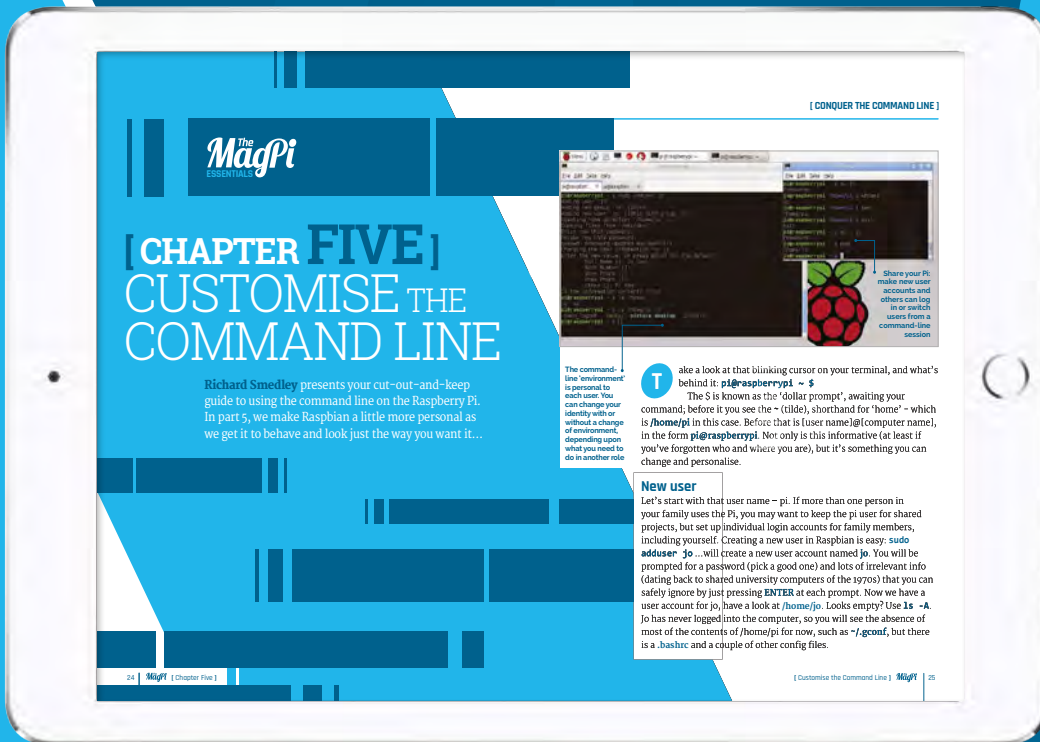 The
MagPi
ESSENTIALS
[ CHAPTER FIVE ]
CUSTOMISE THE
COMMAND LINE
Richard Smedley presents your cut-out-and-keep
guide to using the command line on the Raspberry Pi.
In part 5, we make Raspbian a little more personal as
we get it to behave and look just the way you want it...
24 MagPi [ Chapter Five ]
[ CONQUER THE COMMAND LINE ]
Share your Pi:
make new user
accounts and
others can log
in or switch
users from a
command-line
session
The command-
line 'environment'
is personal to
each user. You
can change your
identity with or
without a change
of environment,
depending upon
what you need to
do in another role
Take a look at that blinking cursor on your terminal, and what's
behind it: pi@raspberrypi ~ $
The $ is known as the 'dollar prompt', awaiting your
command; before it you see the ~ (tilde), shorthand for 'home' - which
is /home/pi in this case. Before that is [user name]@[computer name],
in the form pi@raspberrypi. Not only is this informative (at least if
you've forgotten who and where you are), but it's something you can
change and personalise.
New user
Let's start with that user name – pi. If more than one person in
your family uses the Pi, you may want to keep the pi user for shared
projects, but set up individual login accounts for family members,
including yourself. Creating a new user in Raspbian is easy: sudo
adduser jo ...will create a new user account named jo. You will be
prompted for a password (pick a good one) and lots of irrelevant info
(dating back to shared university computers of the 1970s) that you can
safely ignore by just pressing ENTER at each prompt. Now we have a
user account for jo, have a look at /home/jo. Looks empty? Use ls -A.
Jo has never logged into the computer, so you will see the absence of
most of the contents of /home/pi for now, such as ~/.gconf, but there
is a .bashrc and a couple of other config files.
[ Customise the Command Line ] MagPi 25